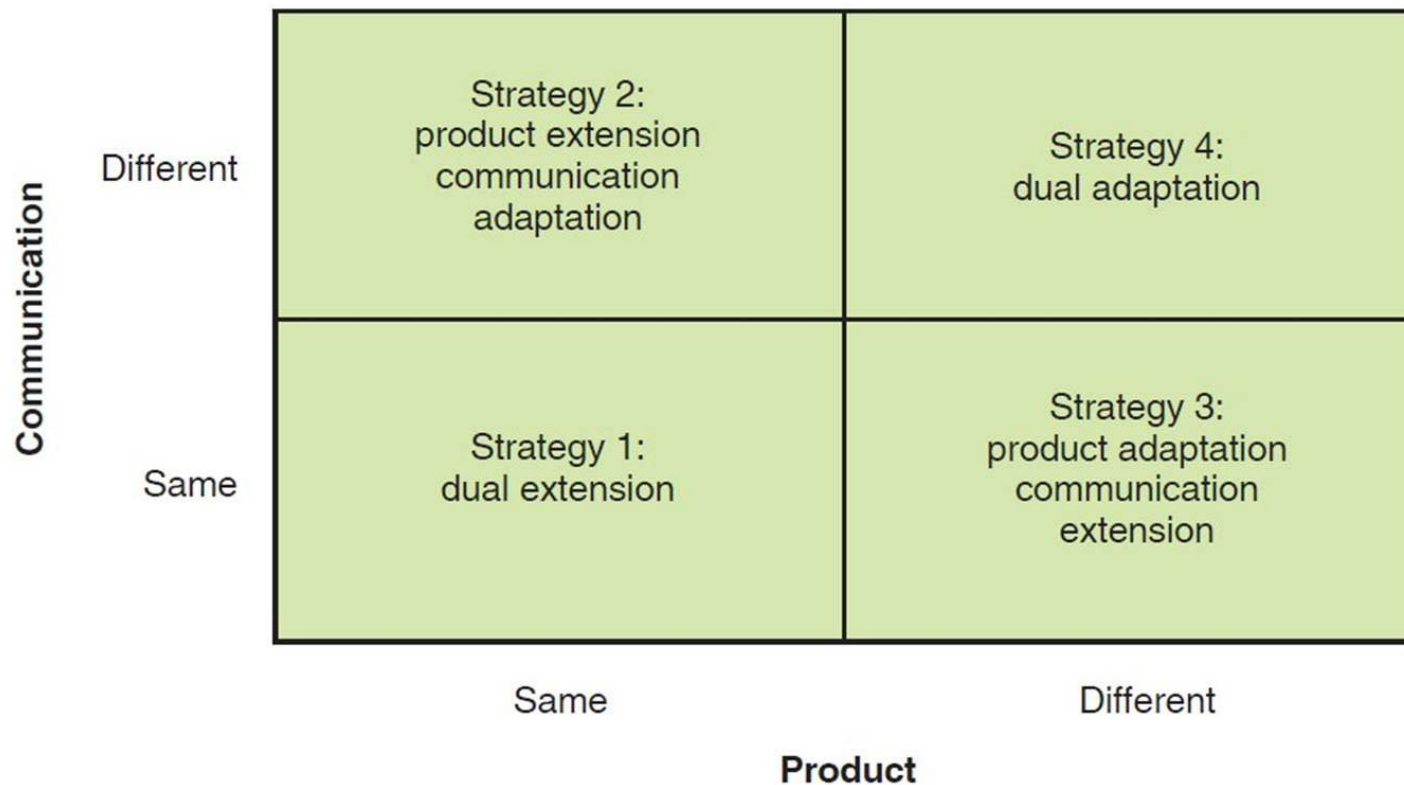 Communication
Different
Strategy 2:
product extension
communication
adaptation
Strategy 4:
dual adaptation
Same
Strategy 1:
dual extension
Strategy 3:
product adaptation
communication
extension
Same
Different
Product